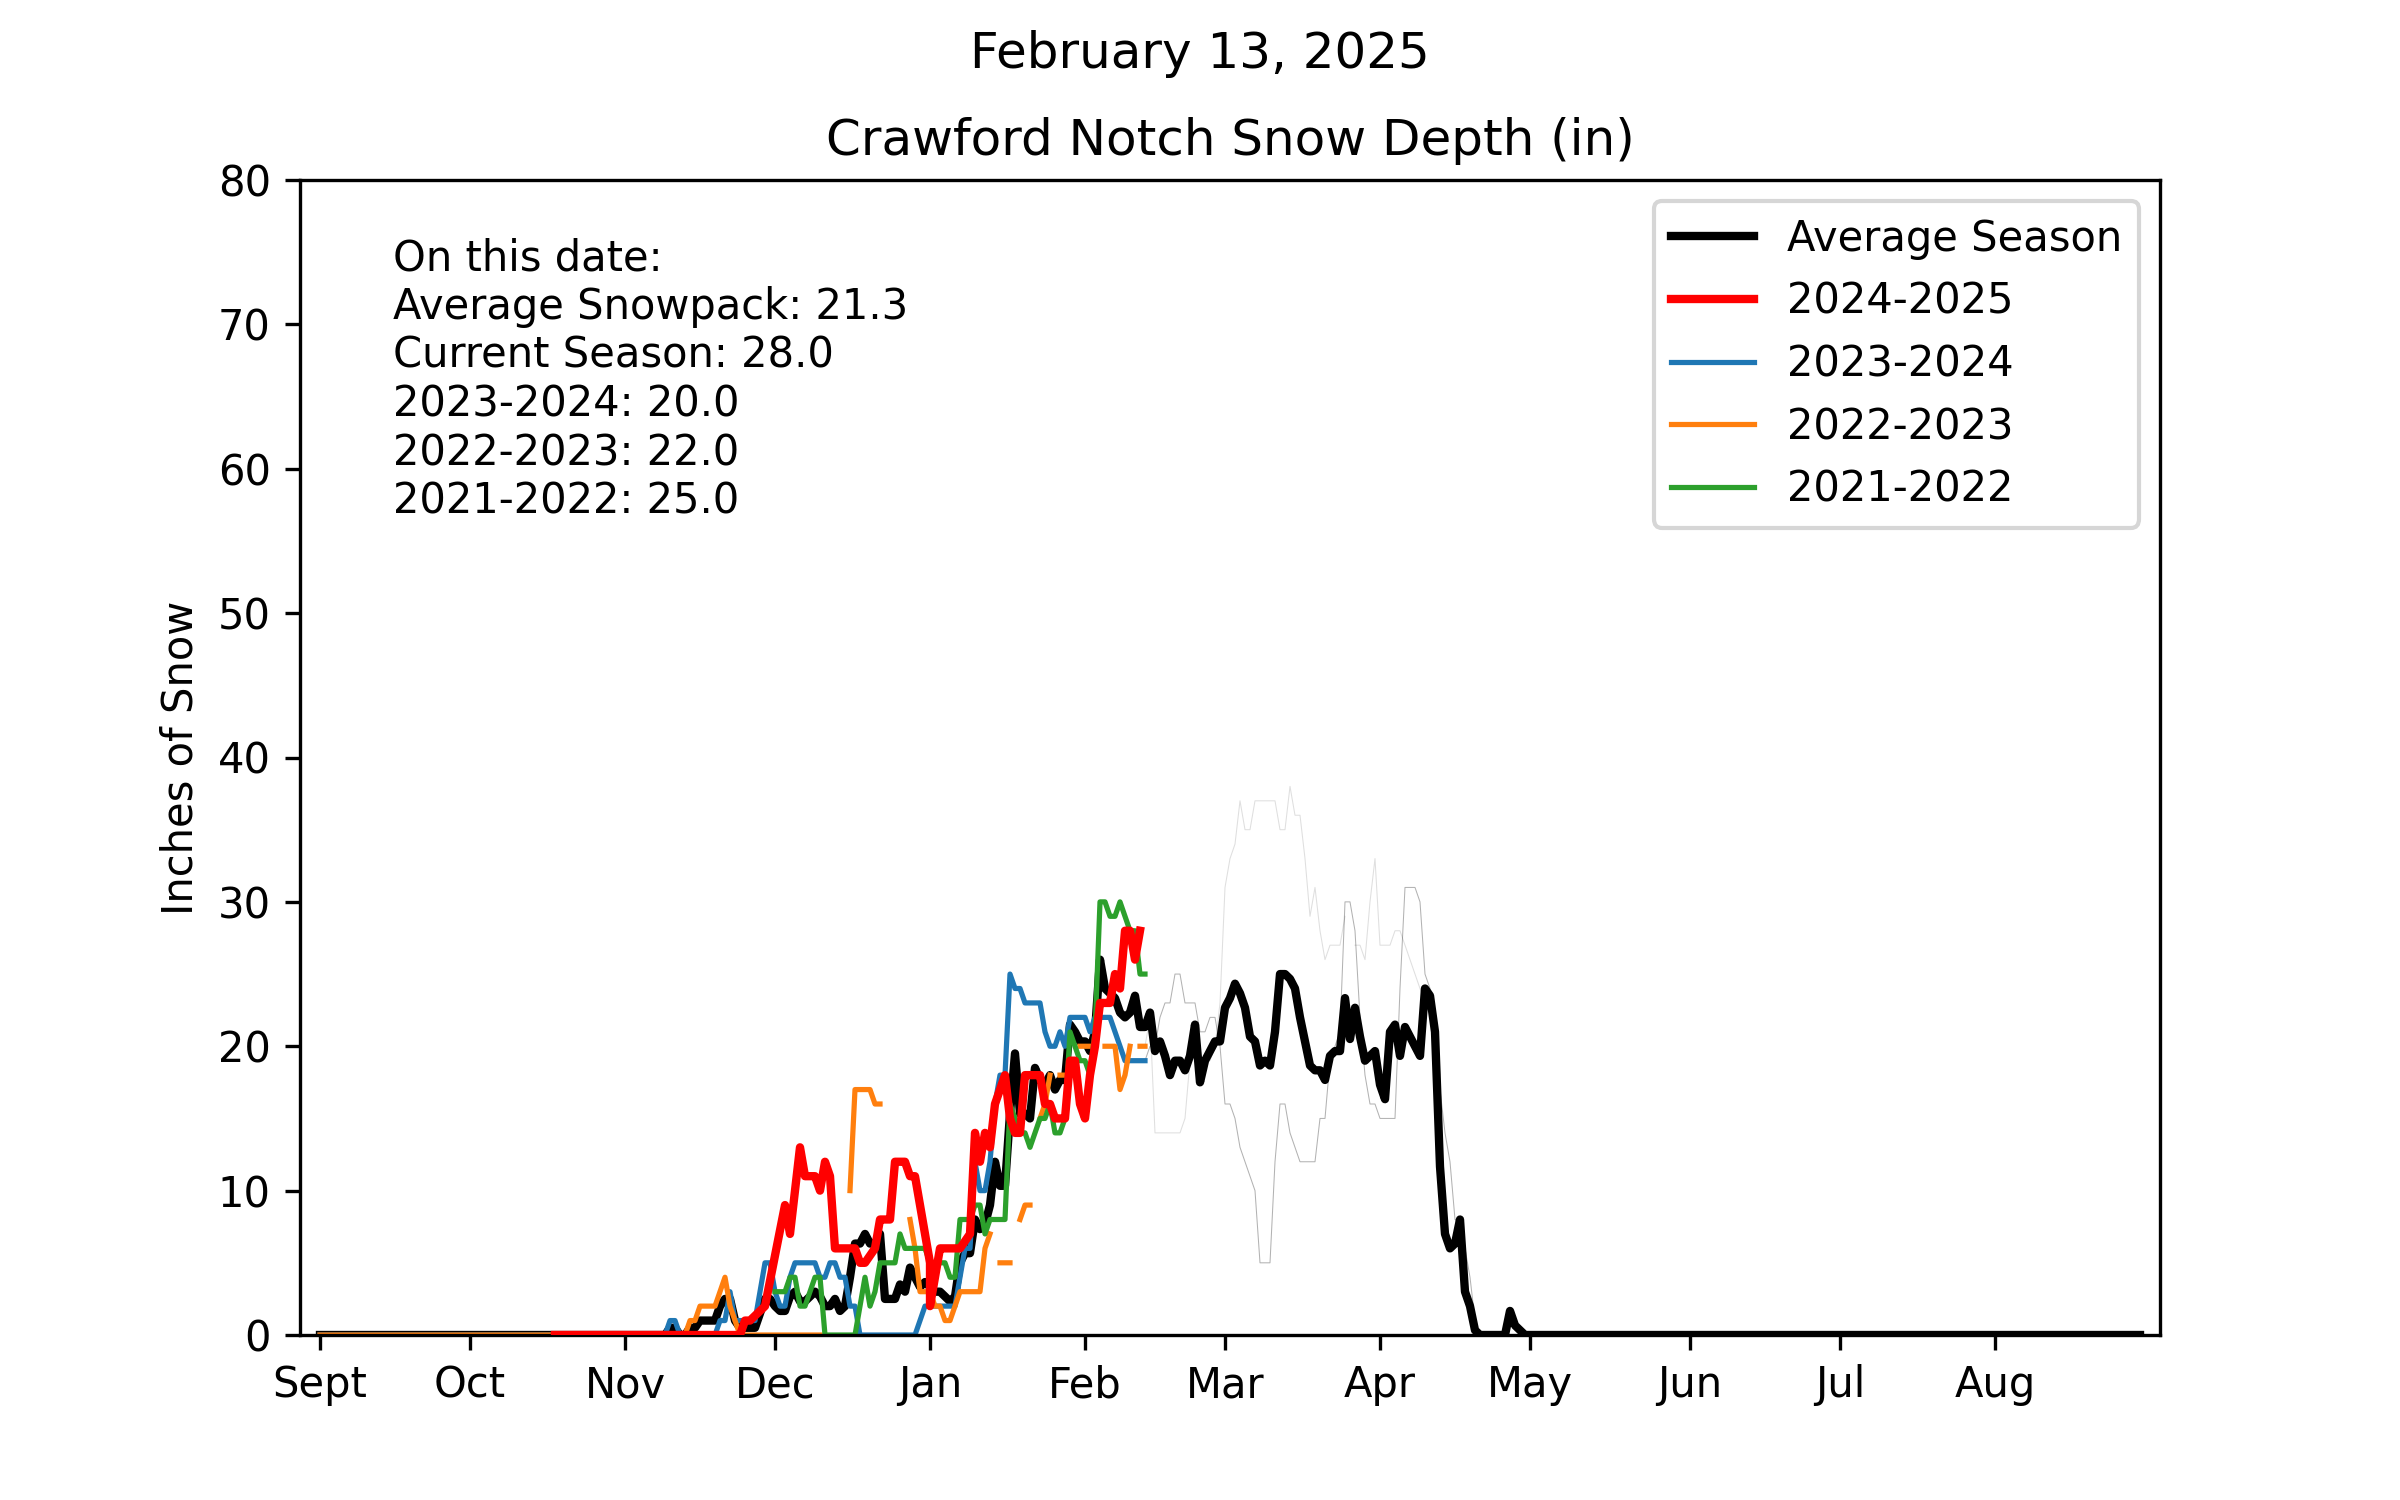 February 13, 2025
Crawford Notch Snow Depth (in)
80
70
60
50
40
30
20
10
0
Inches of Snow
On this date:
Average Snowpack: 21.3
Current Season: 28.0
2023-2024: 20.0
2022-2023: 22.0
2021-2022: 25.0
Average Season
2024-2025
2023-2024
2022-2023
2021-2022
Sept Oct Nov Dec Jan Feb Mar Apr May Jun Jul Aug